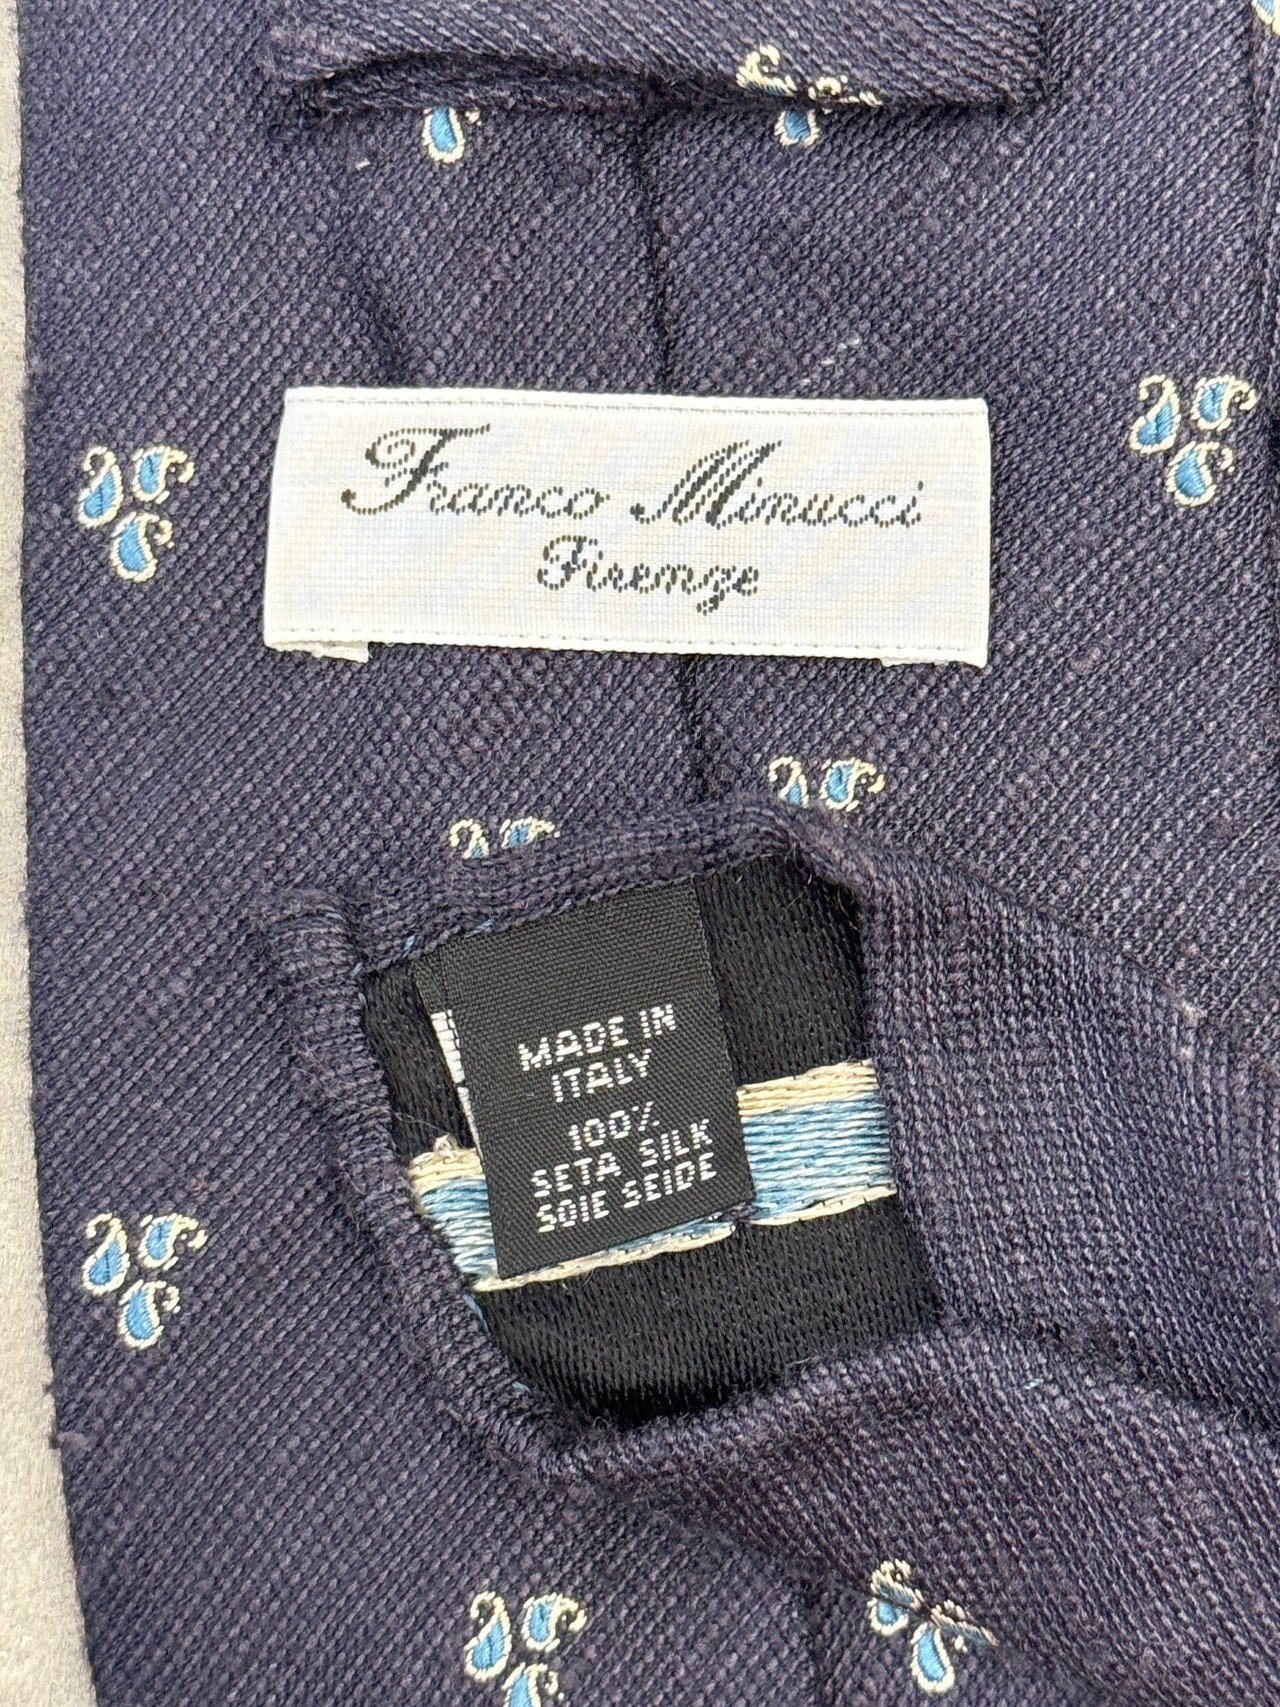 Franco Minucci
Firenze
MADE IN
ITALY
100%
SETA SILK
SOIE SEIDE